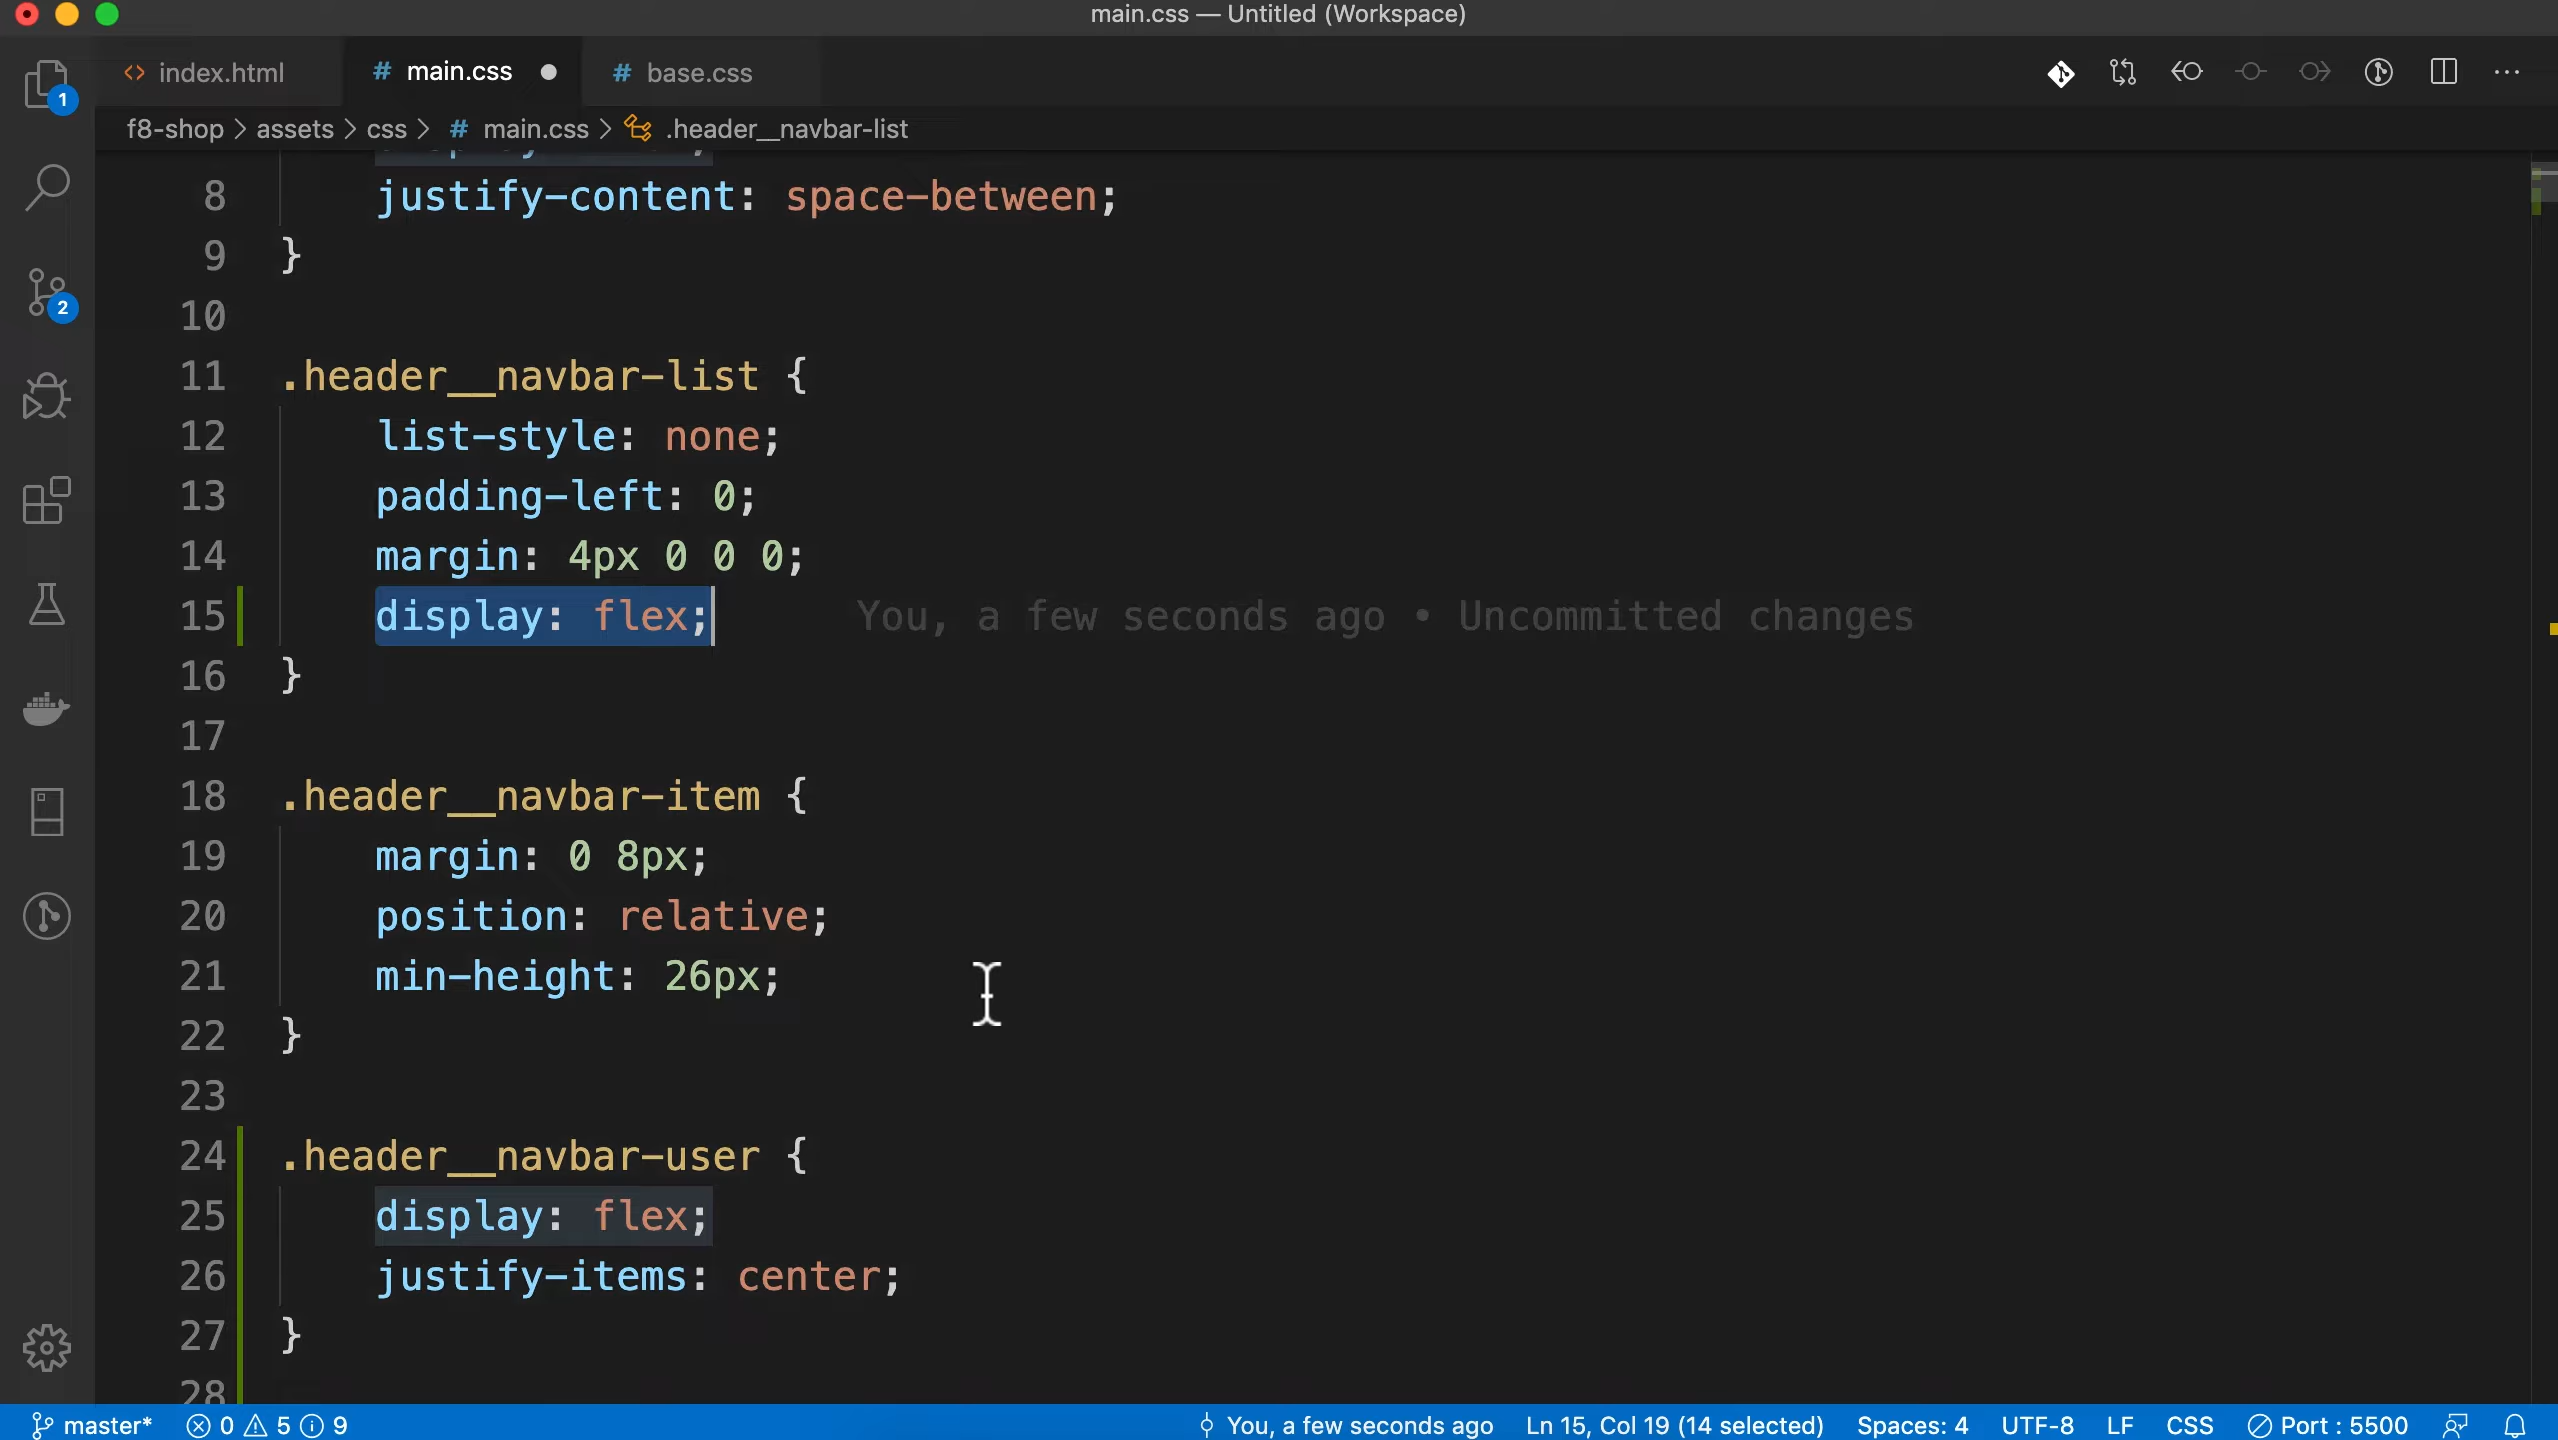 main.css — Untitled (Workspace)
1
index.html
# main.css
# base.css
f8-shop > assets > css > # main.css > .header__navbar-list
8 justify-content: space-between;
9 }
10
11 .header__navbar-list {
12 list-style: none;
13 padding-left: 0;
14 margin: 4px 0 0 0;
15 display: flex; You, a few seconds ago • Uncommitted changes
16 }
17
18 .header__navbar-item {
19 margin: 0 8px;
20 position: relative;
21 min-height: 26px;
22 }
23
24 .header__navbar-user {
25 display: flex;
26 justify-items: center;
27 }
28
2
master* 0 5 9 You, a few seconds ago Ln 15, Col 19 (14 selected) Spaces: 4 UTF-8 LF CSS Port : 5500